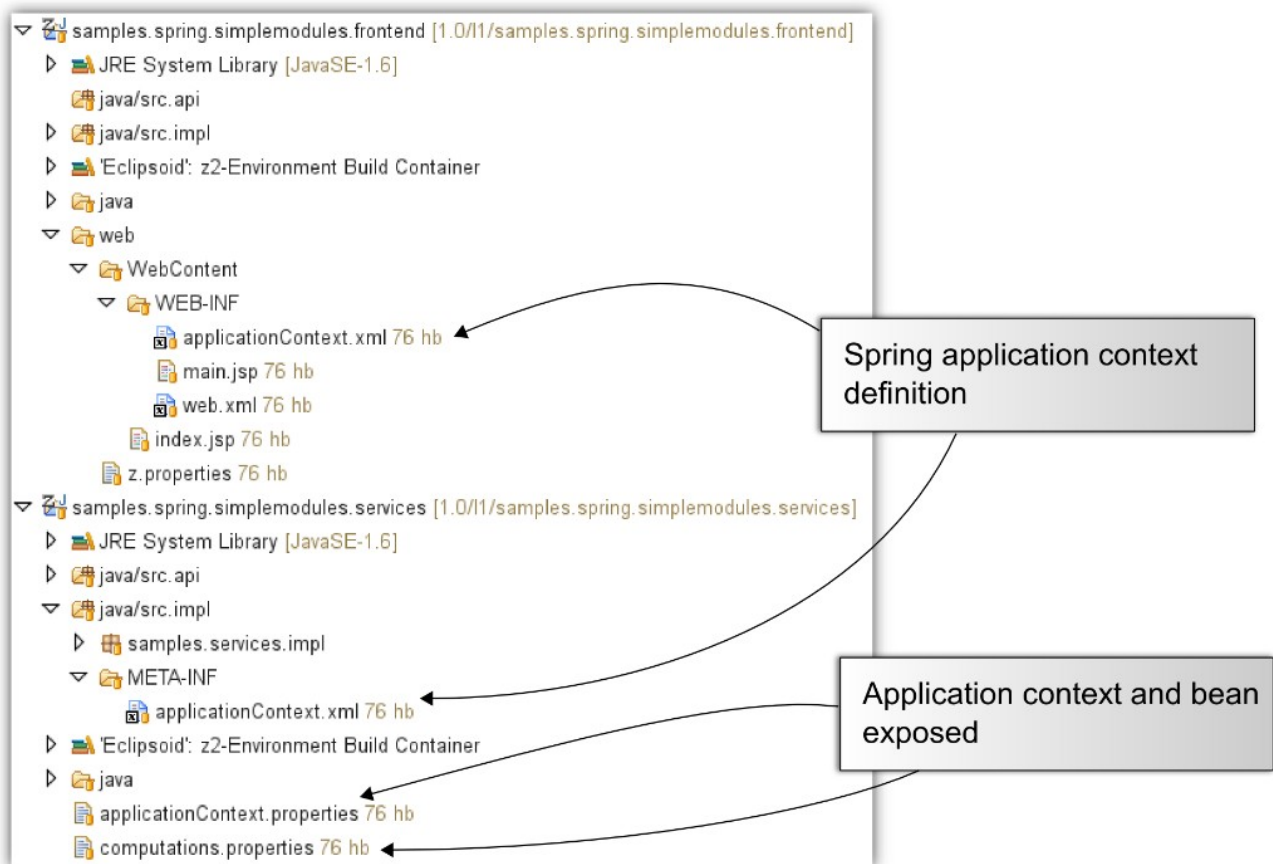 samples.spring.simplemodules.frontend [1.0/l1/samples.spring.simplemodules.frontend]
JRE System Library [JavaSE-1.6]
java/src.api
java/src.impl
'Eclipsoid': z2-Environment Build Container
java
web
WebContent
WEB-INF
applicationContext.xml 76 hb
main.jsp 76 hb
web.xml 76 hb
index.jsp 76 hb
z.properties 76 hb
samples.spring.simplemodules.services [1.0/l1/samples.spring.simplemodules.services]
JRE System Library [JavaSE-1.6]
java/src.api
java/src.impl
samples.services.impl
META-INF
applicationContext.xml 76 hb
'Eclipsoid': z2-Environment Build Container
java
applicationContext.properties 76 hb
computations.properties 76 hb
Spring application context
definition
Application context and bean
exposed